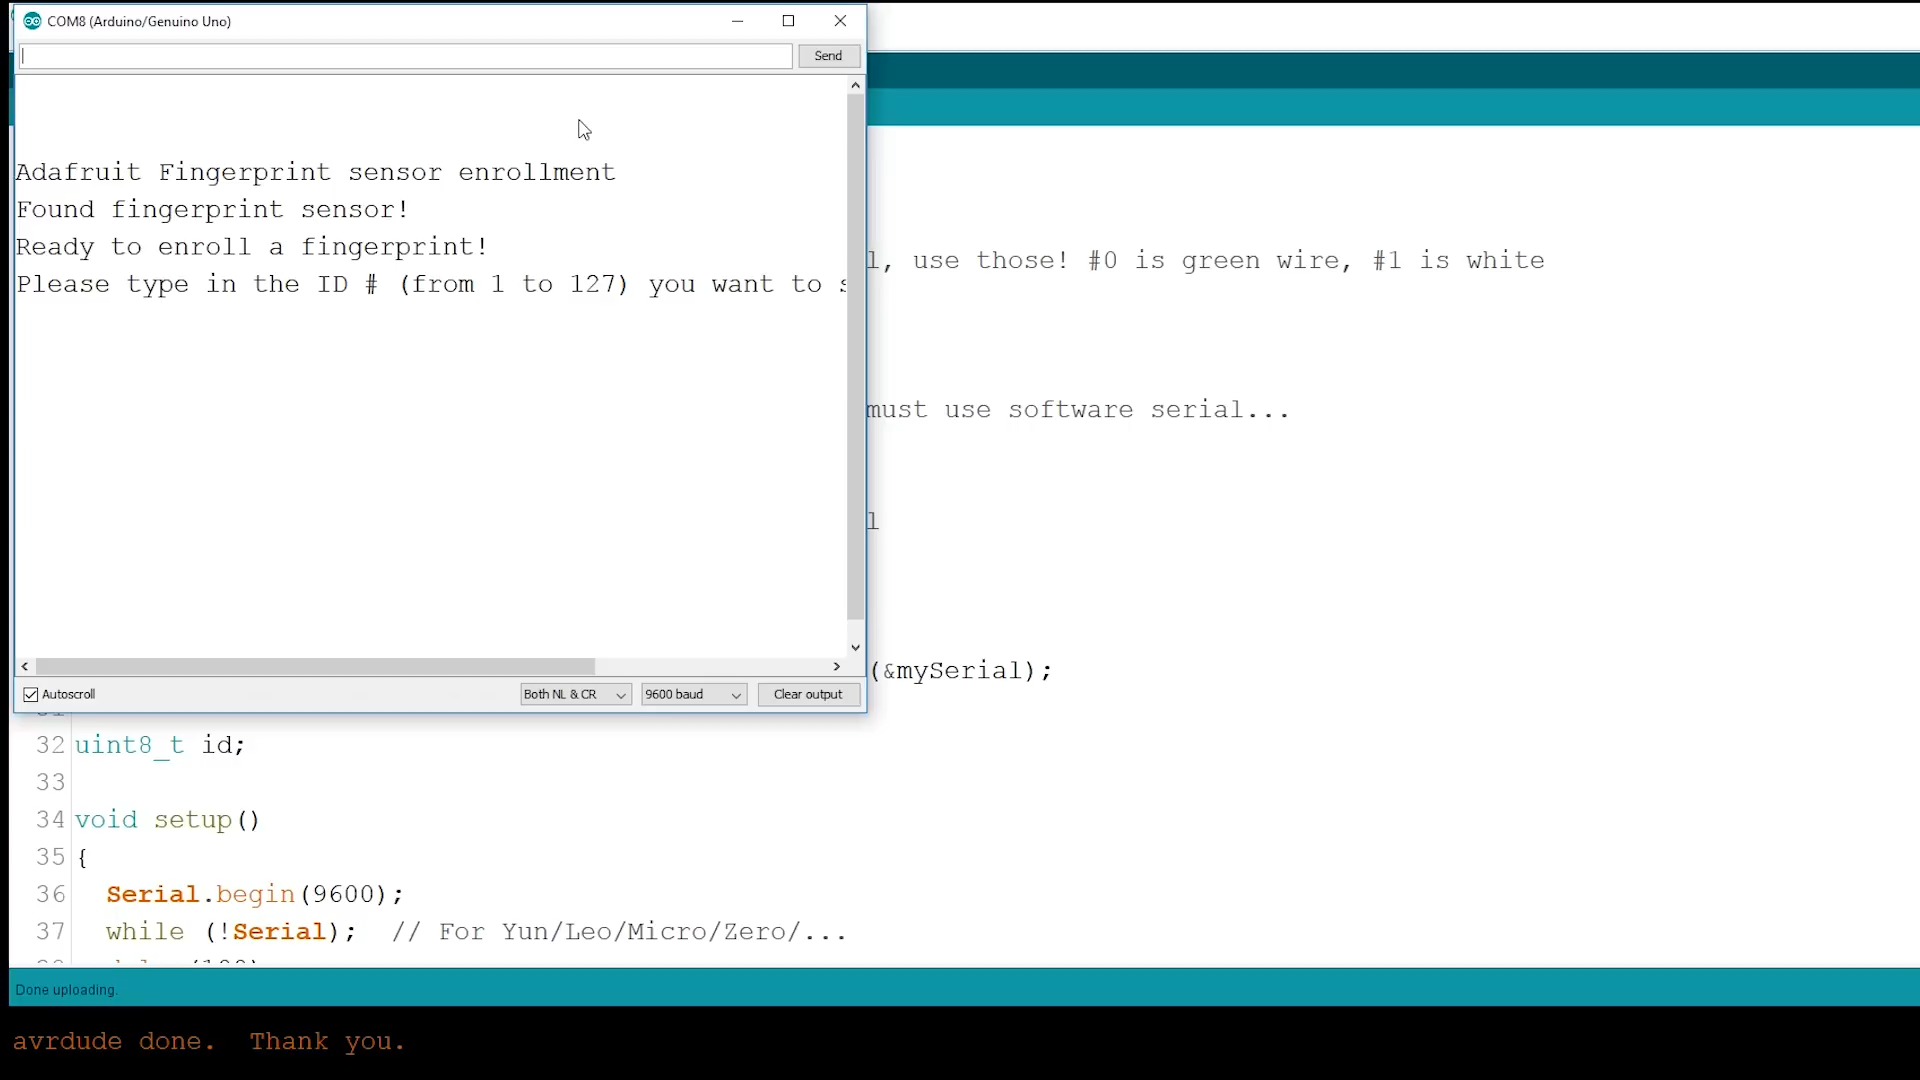 COM8 (Arduino/Genuino Uno)
Send
Adafruit Fingerprint sensor enrollment
Found fingerprint sensor!
Ready to enroll a fingerprint!
Please type in the ID # (from 1 to 127) you want to
l, use those! #0 is green wire, #1 is white
must use software serial...
l
(&mySerial);
Autoscroll
Both NL & CR
9600 baud
Clear output
32 uint8_t id;
33
34 void setup()
35 {
36 Serial.begin(9600);
37 while (!Serial); // For Yun/Leo/Micro/Zero/...
Done uploading.
avrdude done. Thank you.